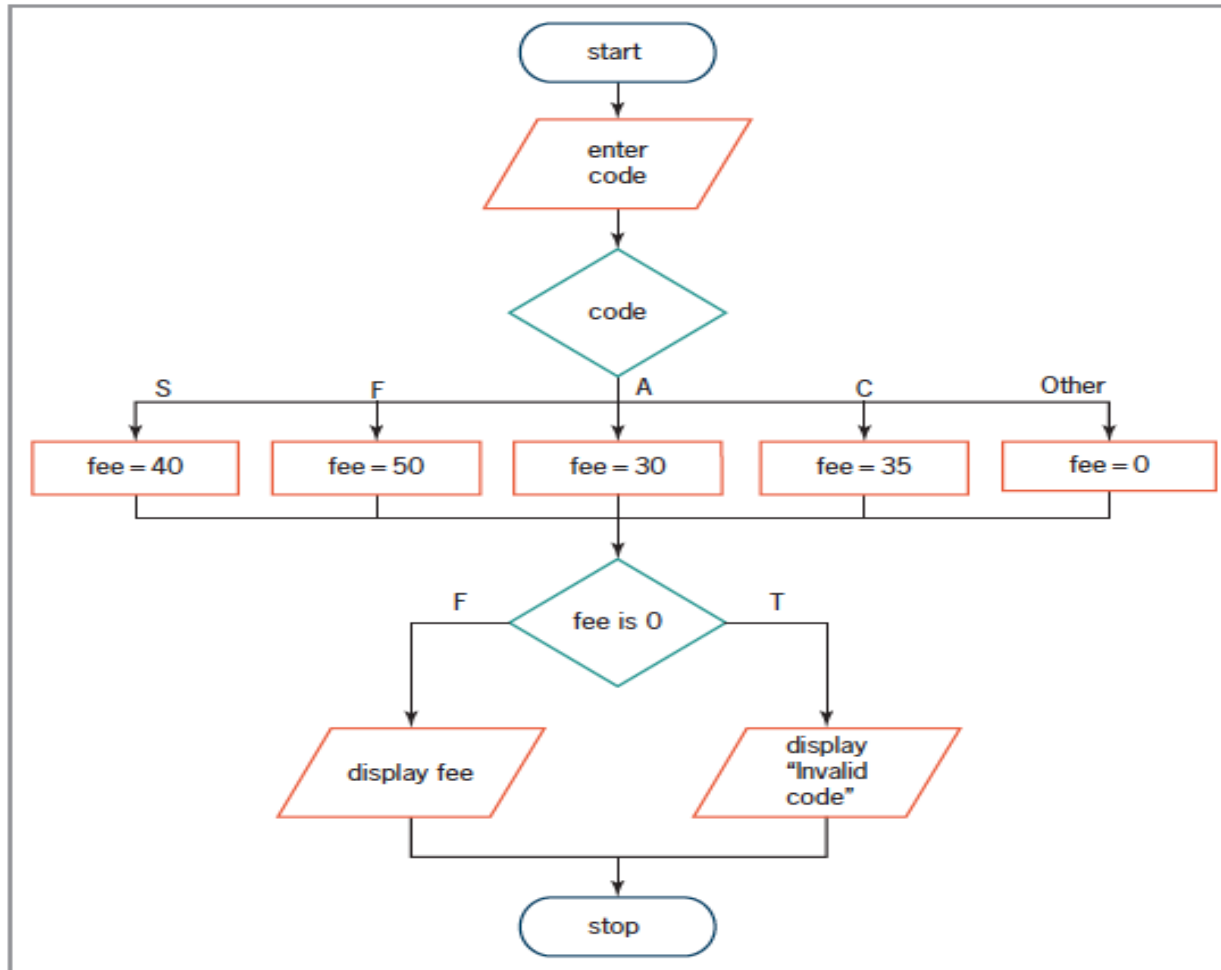 start
enter
code
code
S
F
A
C
Other
fee = 40
fee = 50
fee = 30
fee = 35
fee = 0
F
fee is 0
T
display fee
display
“Invalid
code”
stop